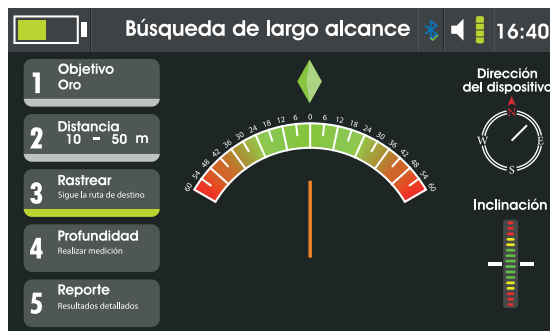 Búsqueda de largo alcance
16:40
1 Objetivo
Oro
2 Distancia
10 - 50 m
3 Rastrear
Sigue la ruta de destino
4 Profundidad
Realizar medición
5 Reporte
Resultados detallados
60 54 48 42 36 30 24 18 12 6 0 6 12 18 24 30 36 42 48 54 60
Dirección
del dispositivo
N
W E
S
Inclinación